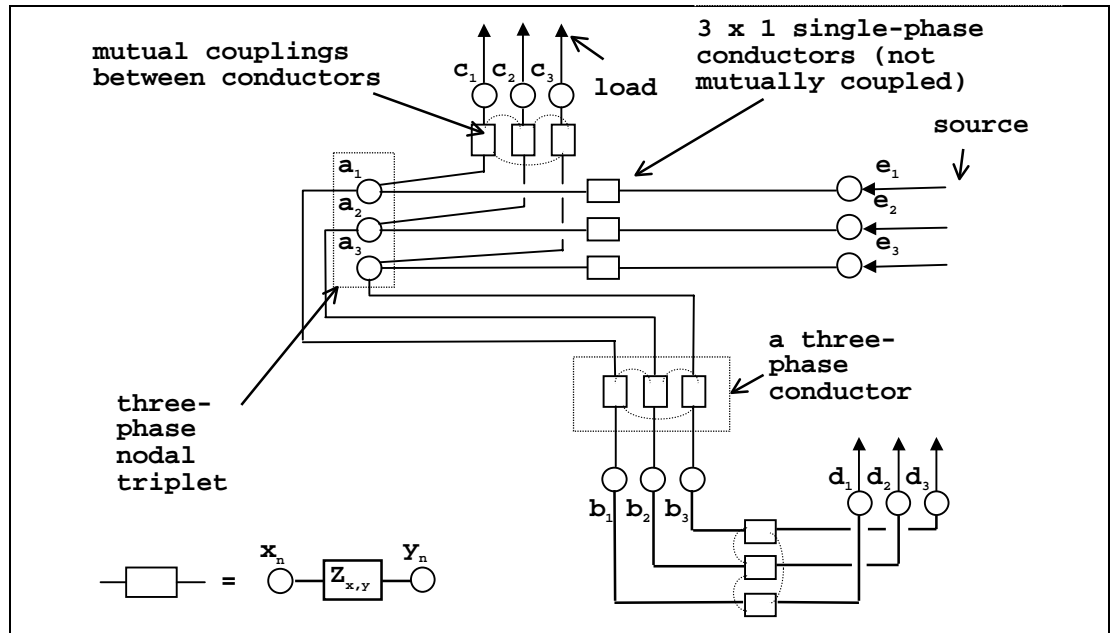 mutual couplings
between conductors
c₁ c₂ c₃
load
3 x 1 single-phase
conductors (not
mutually coupled)
source
a₁
a₂
a₃
e₁
e₂
e₃
a three-
phase
conductor
three-
phase
nodal
triplet
b₁ b₂ b₃
d₁ d₂ d₃
= xₙ Z x,y yₙ